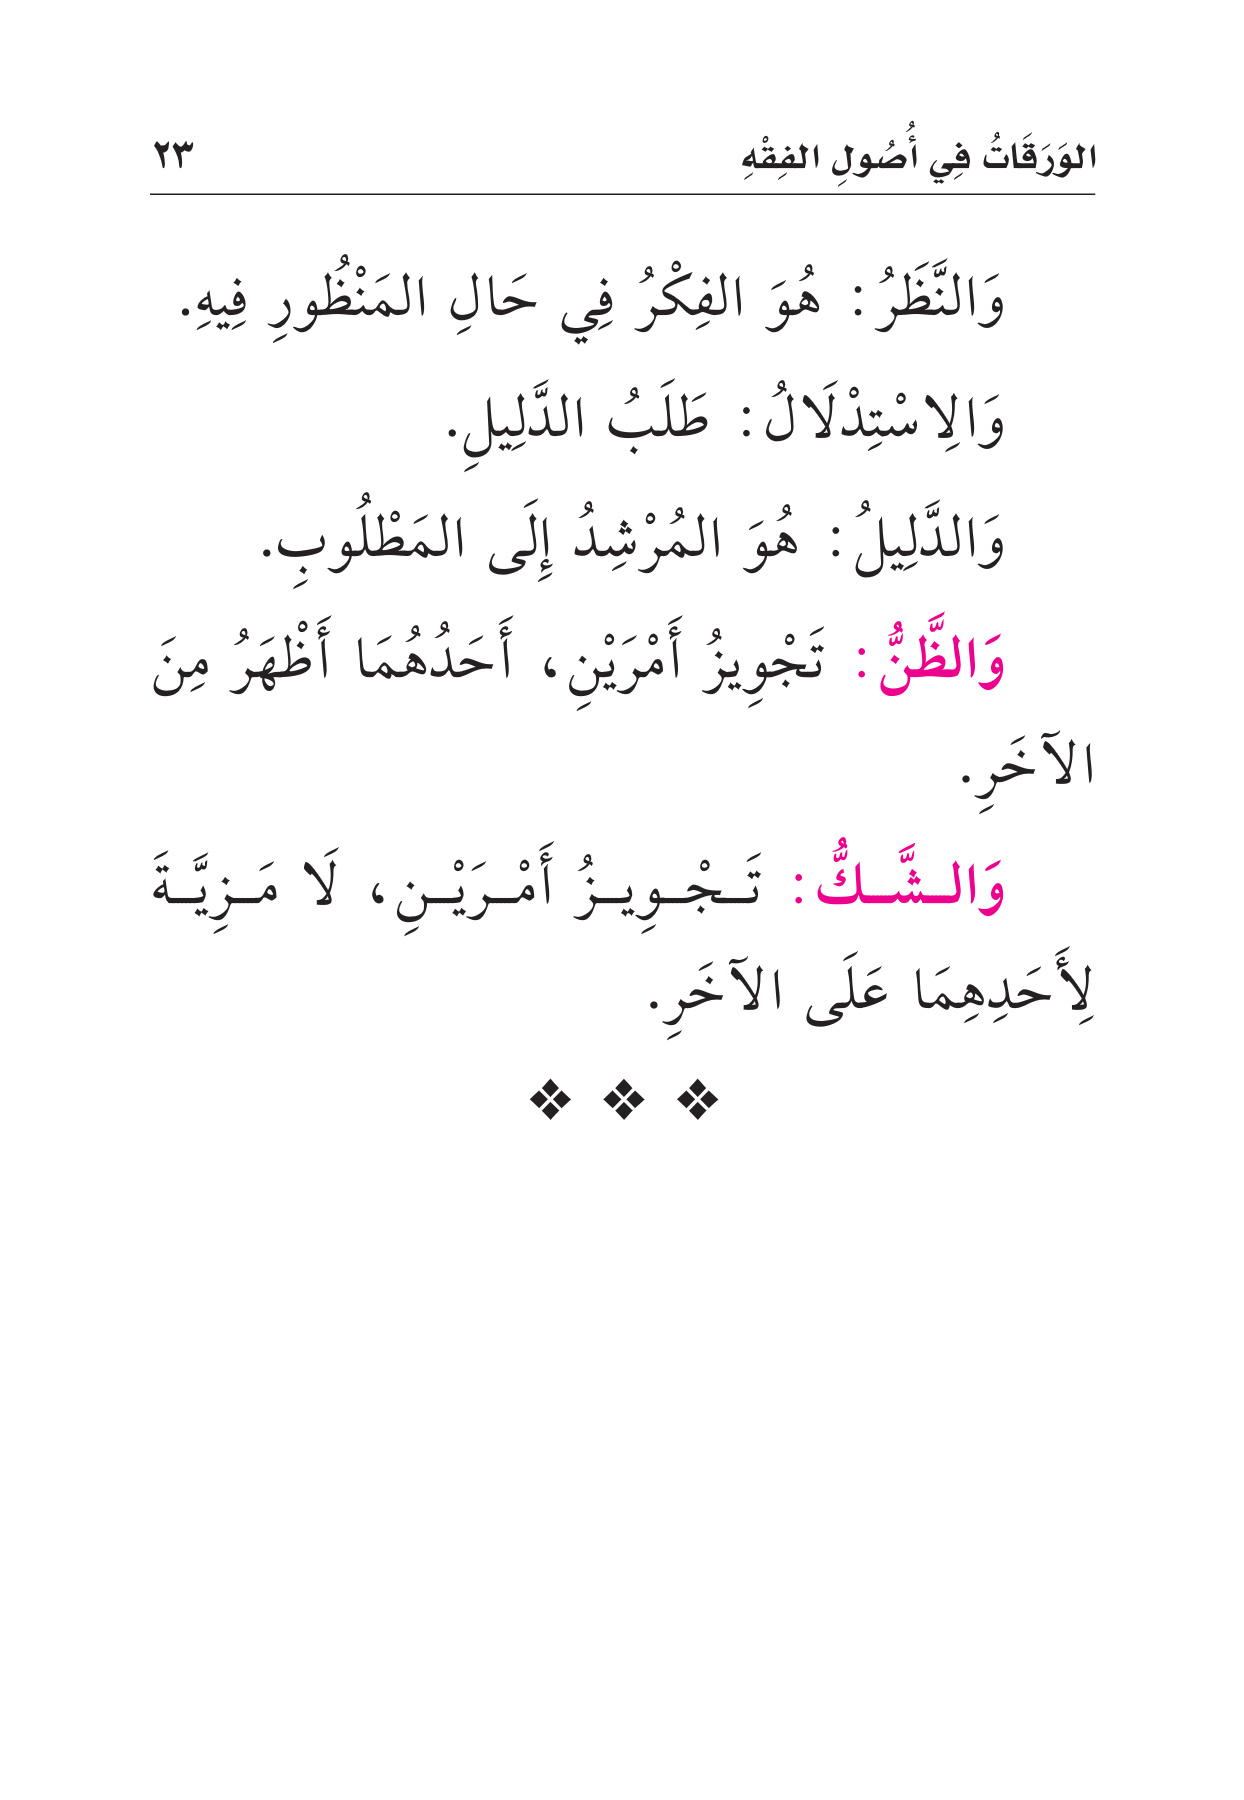 الوَرَقَاتُ فِي أُصُولِ الفِقْهِ ٢٣
وَالنَّظَرُ: هُوَ الفِكْرُ فِي حَالِ المَنْظُورِ فِيهِ.
وَالِاسْتِدْلَالُ: طَلَبُ الدَّلِيلِ.
وَالدَّلِيلُ: هُوَ المُرْشِدُ إِلَى المَطْلُوبِ.
وَالظَّنُّ: تَجْوِيزُ أَمْرَيْنِ، أَحَدُهُمَا أَظْهَرُ مِنَ
الآخَرِ.
وَالشَّكُّ: تَجْوِيزُ أَمْرَيْنِ، لَا مَزِيَّةَ
لِأَحَدِهِمَا عَلَى الآخَرِ.